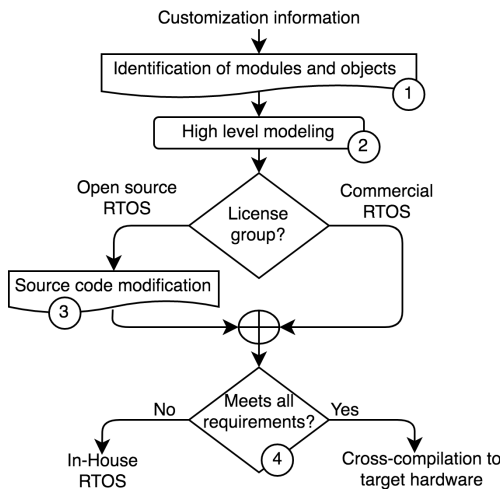 Customization information
Identification of modules and objects
1
High level modeling
2
Open source
RTOS
Commercial
RTOS
License
group?
Source code modification
3
Meets all
requirements?
No
Yes
4
In-House
RTOS
Cross-compilation to
target hardware